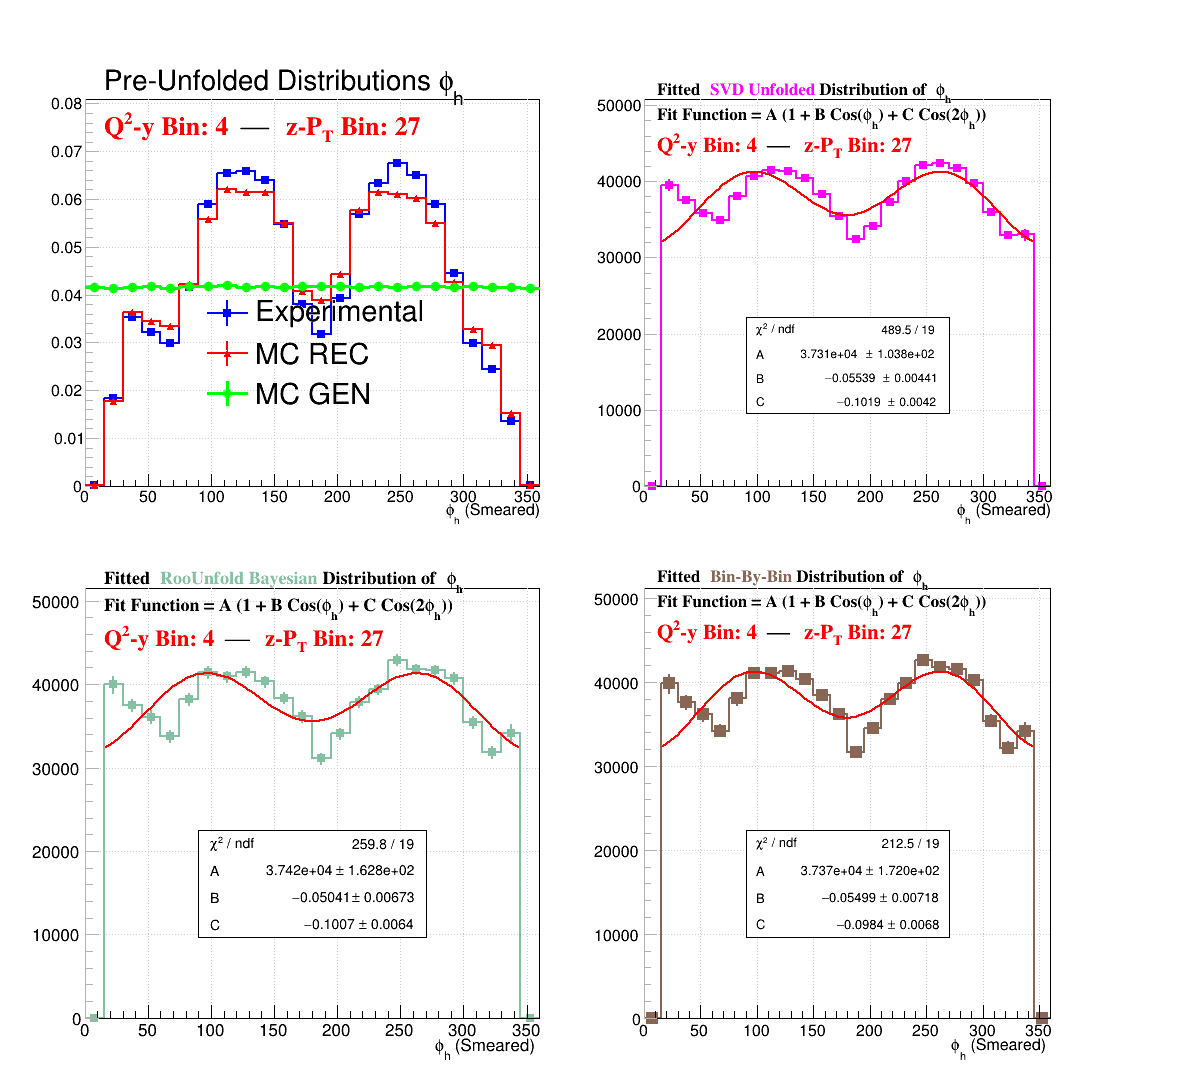 Pre-Unfolded Distributions ϕh
Q²-y Bin: 4 — z-PT Bin: 27
0.08
0.07
0.06
0.05
0.04
0.03
0.02
0.01
0
Experimental
MC REC
MC GEN
0 50 100 150 200 250 300 350
ϕh (Smeared)
Fitted SVD Unfolded Distribution of ϕh
Fit Function = A (1 + B Cos(ϕh) + C Cos(2ϕh))
Q²-y Bin: 4 — z-PT Bin: 27
50000
40000
30000
20000
10000
0
χ² / ndf 489.5 / 19
A 3.731e+04 ± 1.038e+02
B −0.05539 ± 0.00441
C −0.1019 ± 0.0042
0 50 100 150 200 250 300 350
ϕh (Smeared)
Fitted RooUnfold Bayesian Distribution of ϕh
Fit Function = A (1 + B Cos(ϕh) + C Cos(2ϕh))
Q²-y Bin: 4 — z-PT Bin: 27
50000
40000
30000
20000
10000
0
χ² / ndf 259.8 / 19
A 3.742e+04 ± 1.628e+02
B −0.05041 ± 0.00673
C −0.1007 ± 0.0064
0 50 100 150 200 250 300 350
ϕh (Smeared)
Fitted Bin-By-Bin Distribution of ϕh
Fit Function = A (1 + B Cos(ϕh) + C Cos(2ϕh))
Q²-y Bin: 4 — z-PT Bin: 27
50000
40000
30000
20000
10000
0
χ² / ndf 212.5 / 19
A 3.737e+04 ± 1.720e+02
B −0.05499 ± 0.00718
C −0.0984 ± 0.0068
0 50 100 150 200 250 300 350
ϕh (Smeared)